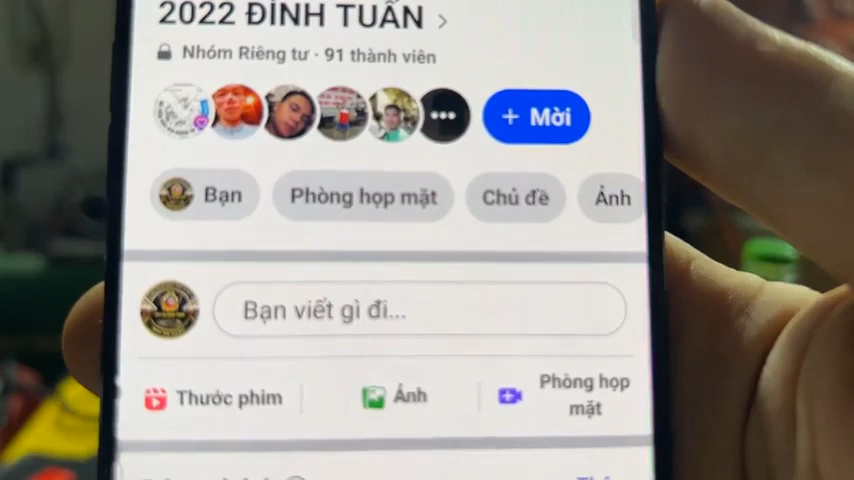 2022 ĐÌNH TUẤN >
Nhóm Riêng tư · 91 thành viên
+ Mời
Bạn
Phòng họp mặt
Chủ đề
Ảnh
Bạn viết gì đi...
Thước phim
Ảnh
Phòng họp
mặt